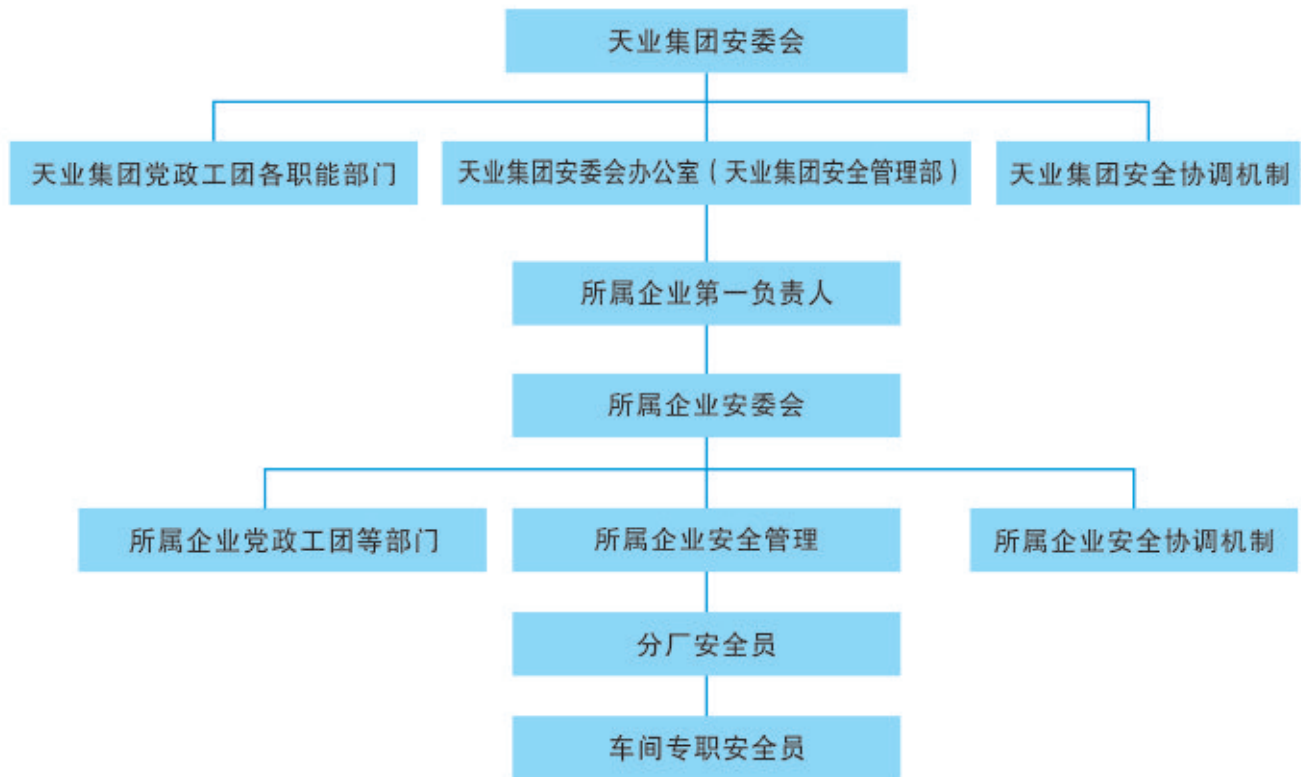 天业集团安委会
天业集团党政工团各职能部门
天业集团安委会办公室（天业集团安全管理部）
天业集团安全协调机制
所属企业第一负责人
所属企业安委会
所属企业党政工团等部门
所属企业安全管理
所属企业安全协调机制
分厂安全员
车间专职安全员